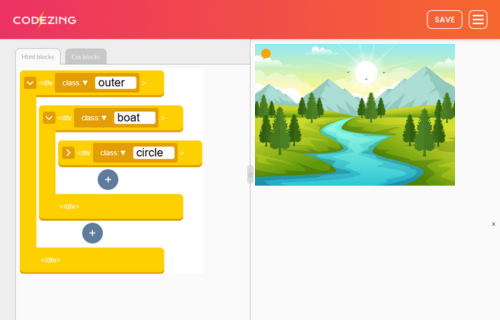 CODEZING
SAVE
Html blocks
Css blocks
<div class:▼ outer >
<div class:▼ boat >
<div class:▼ circle >
</div>
</div>
x